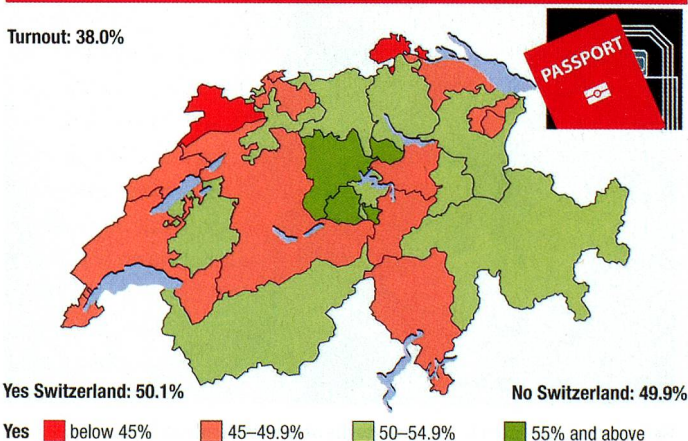 Turnout: 38.0%
PASSPORT
Yes Switzerland: 50.1%
No Switzerland: 49.9%
Yes
below 45%
45–49.9%
50–54.9%
55% and above